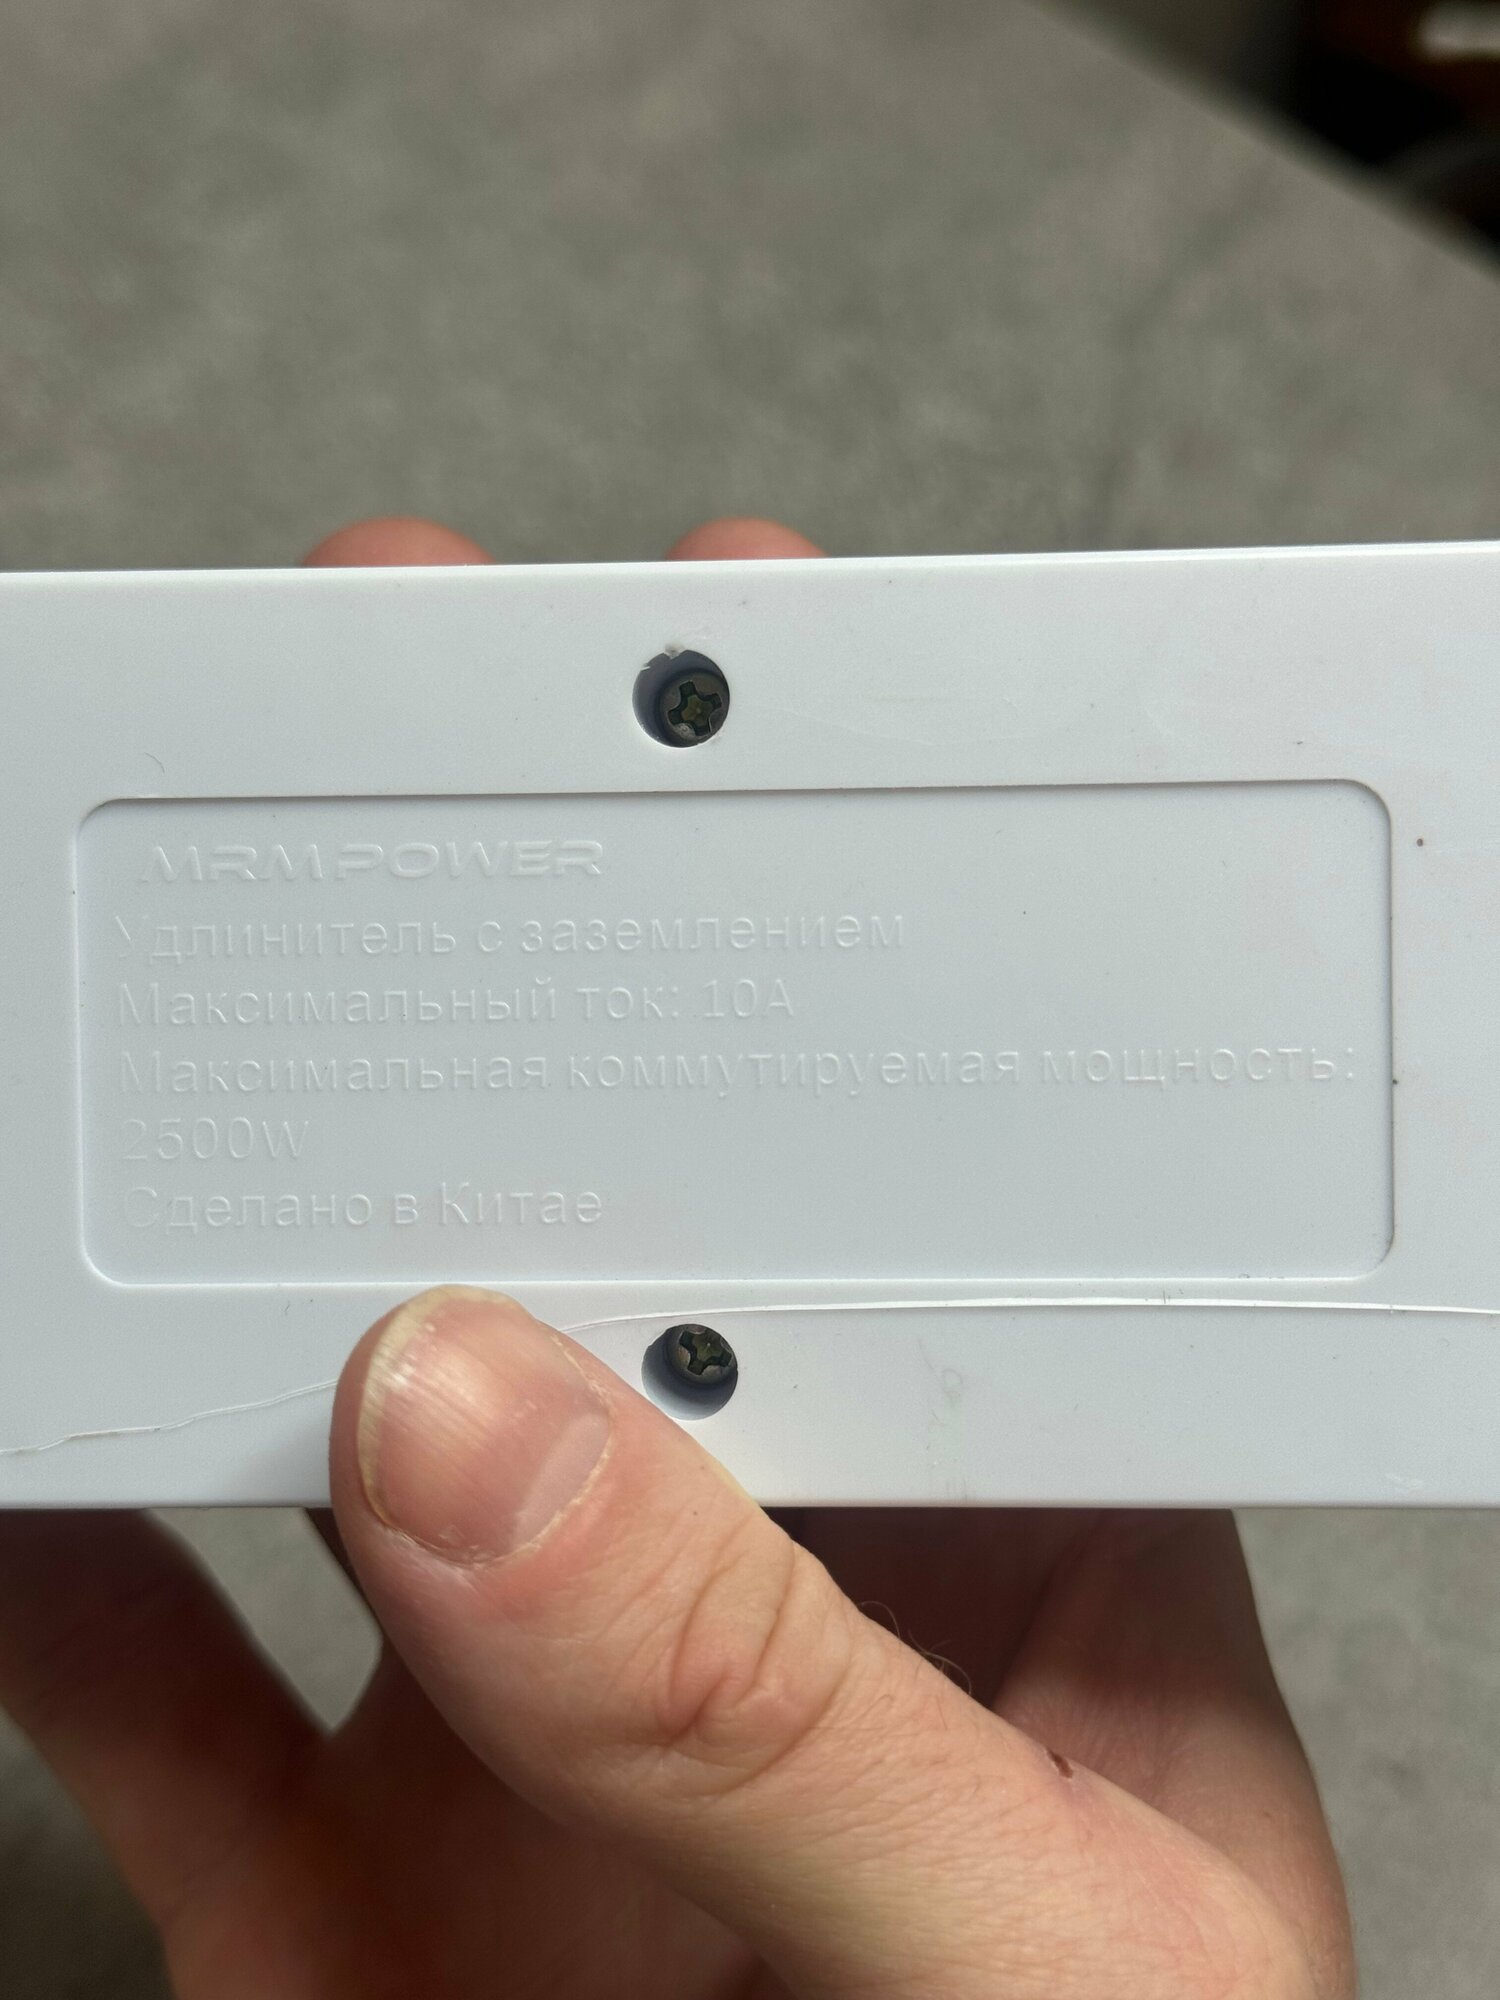 MRM POWER
Удлинитель с заземлением
Максимальный ток: 10А
Максимальная коммутируемая мощность:
2500W
Сделано в Китае